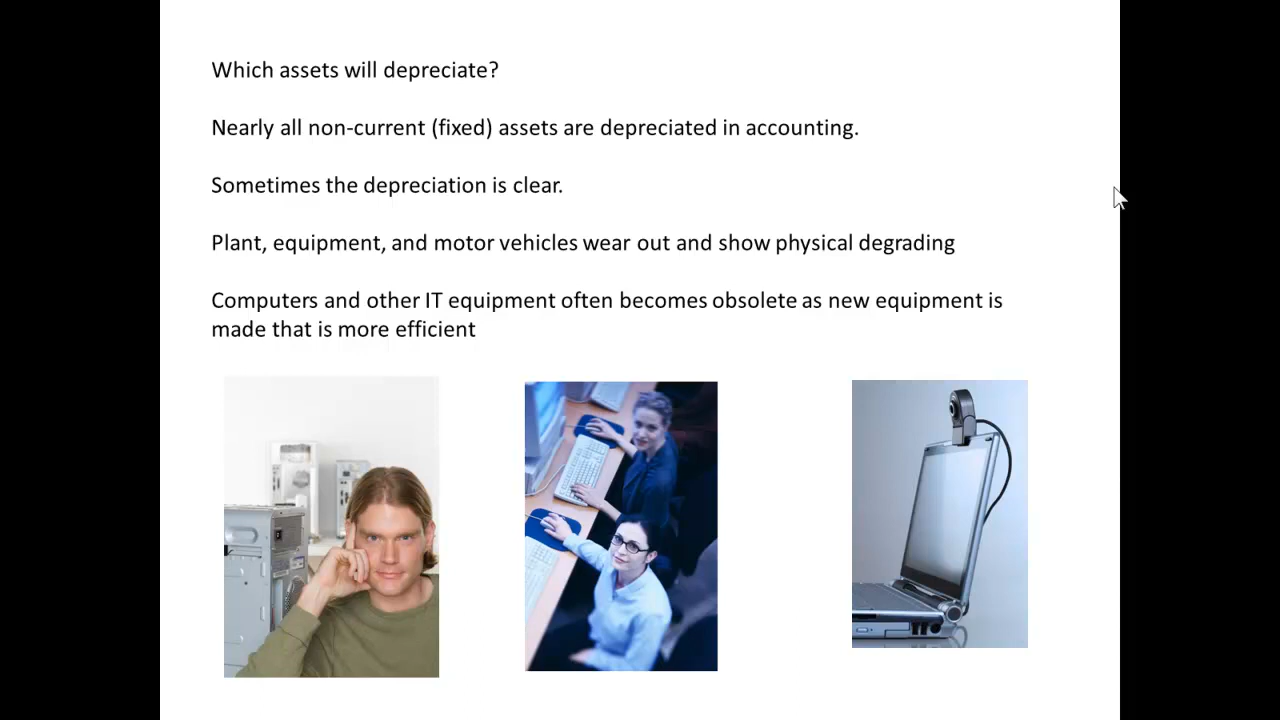 Which assets will depreciate?
Nearly all non-current (fixed) assets are depreciated in accounting.
Sometimes the depreciation is clear.
Plant, equipment, and motor vehicles wear out and show physical degrading
Computers and other IT equipment often becomes obsolete as new equipment is
made that is more efficient